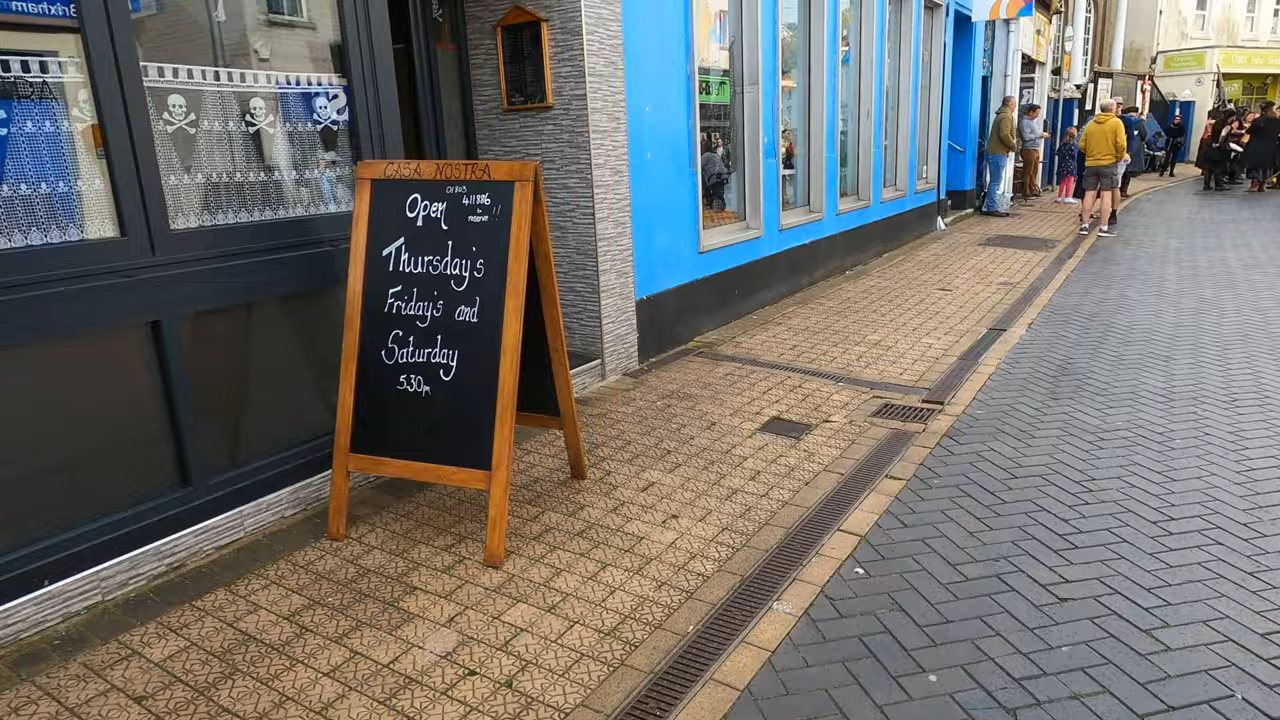 Brixham
CASA NOSTRA
Open
01803
411886
to
reserve!!
Thursday's
Friday's and
Saturday
5.30pm